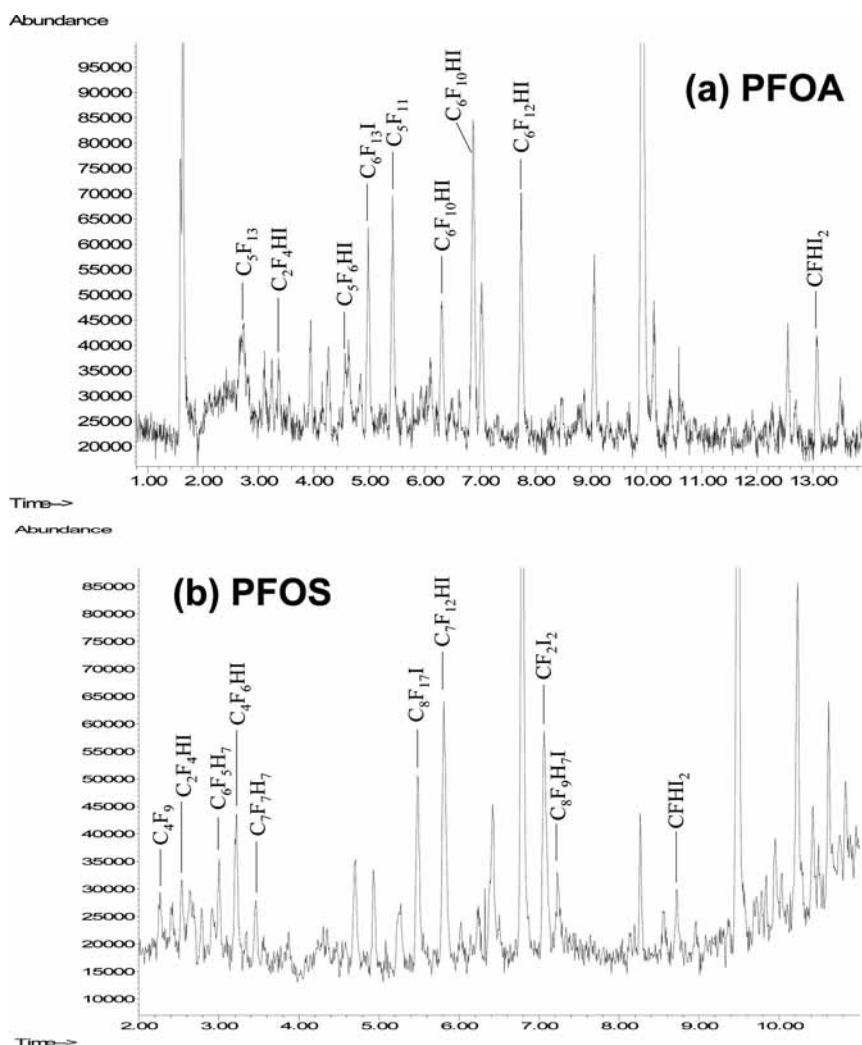 Abundance
(a) PFOA
95000
90000
85000
80000
75000
70000
65000
60000
55000
50000
45000
40000
35000
30000
25000
20000
C₅F₁₃
C₂F₄HI
C₅F₆HI
C₆F₁₃I
C₅F₁₁
C₆F₁₀HI
C₆F₁₀HI
C₆F₁₂HI
CFHI₂
1.00 2.00 3.00 4.00 5.00 6.00 7.00 8.00 9.00 10.00 11.00 12.00 13.00
Time-->
Abundance
(b) PFOS
85000
80000
75000
70000
65000
60000
55000
50000
45000
40000
35000
30000
25000
20000
15000
10000
C₄F₉
C₂F₄HI
C₆F₅H₇
C₄F₆HI
C₇F₇H₇
C₈F₁₇I
C₇F₁₂HI
CF₂I₂
C₈F₉H₇I
CFHI₂
2.00 3.00 4.00 5.00 6.00 7.00 8.00 9.00 10.00
Time-->